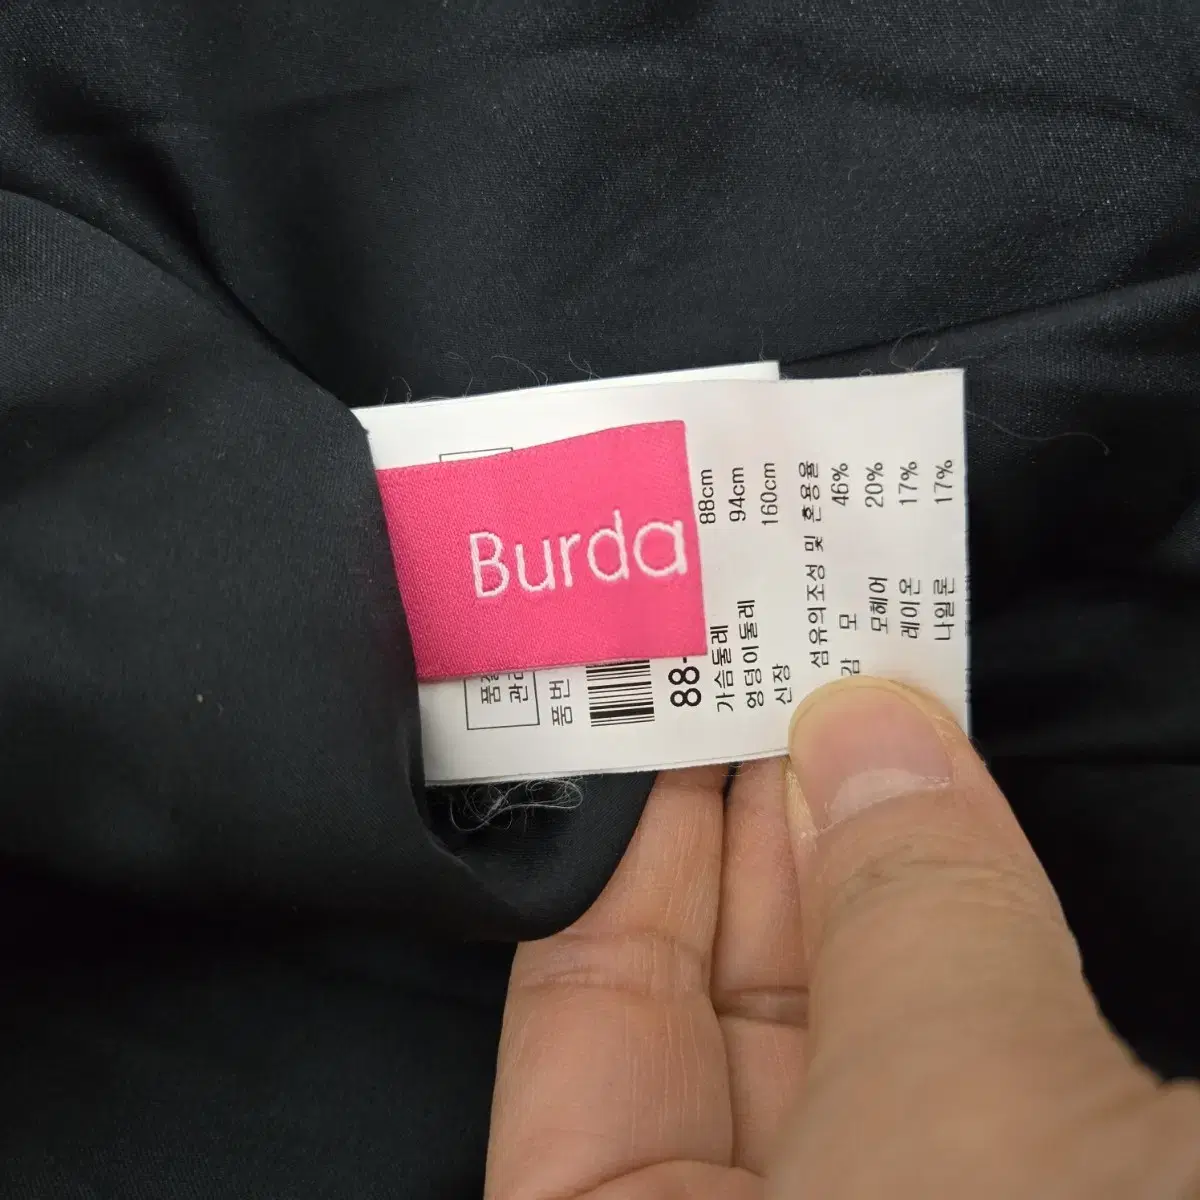 Burda
품번
88-
가슴둘레 88cm
엉덩이둘레 94cm
신장 160cm
섬유의조성 및 혼용율
모 46%
모헤어 20%
레이온 17%
나일론 17%